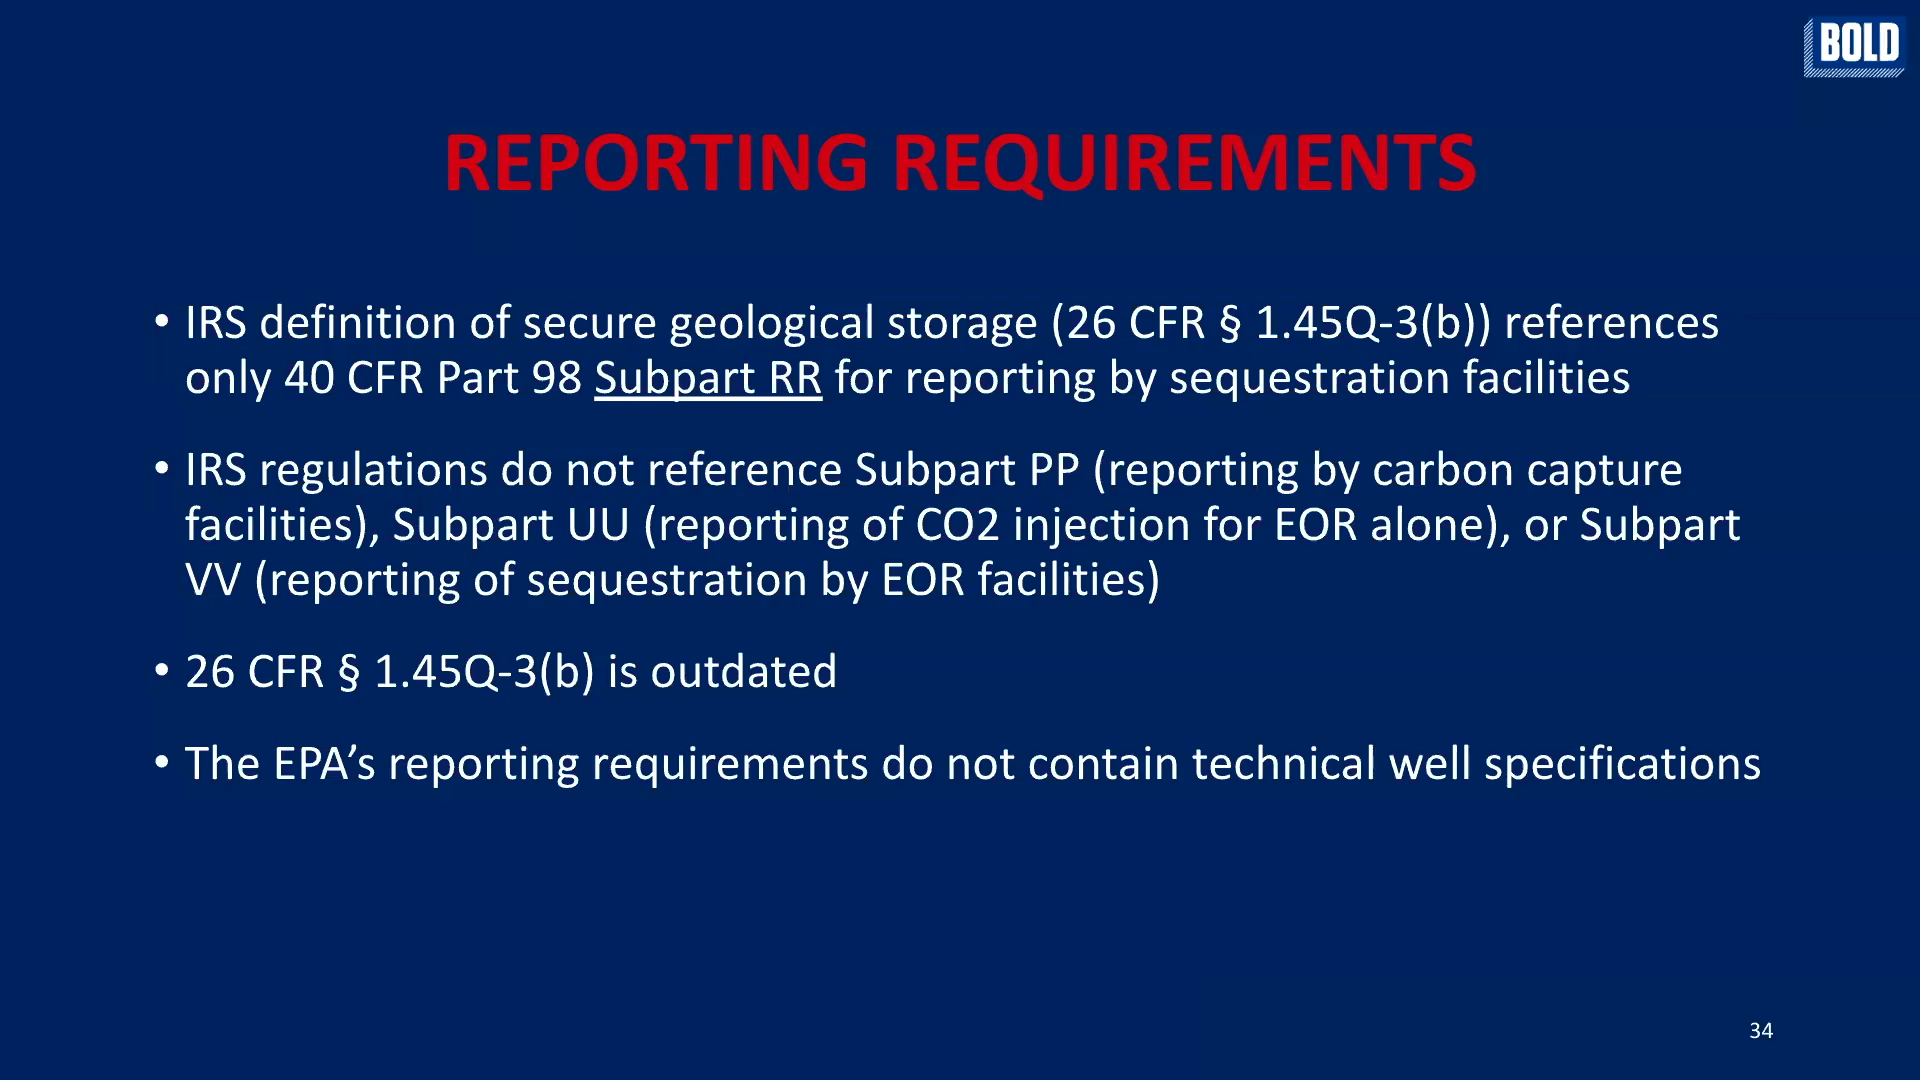 BOLD
REPORTING REQUIREMENTS
• IRS definition of secure geological storage (26 CFR § 1.45Q-3(b)) references
only 40 CFR Part 98 Subpart RR for reporting by sequestration facilities
• IRS regulations do not reference Subpart PP (reporting by carbon capture
facilities), Subpart UU (reporting of CO2 injection for EOR alone), or Subpart
VV (reporting of sequestration by EOR facilities)
• 26 CFR § 1.45Q-3(b) is outdated
• The EPA’s reporting requirements do not contain technical well specifications
34